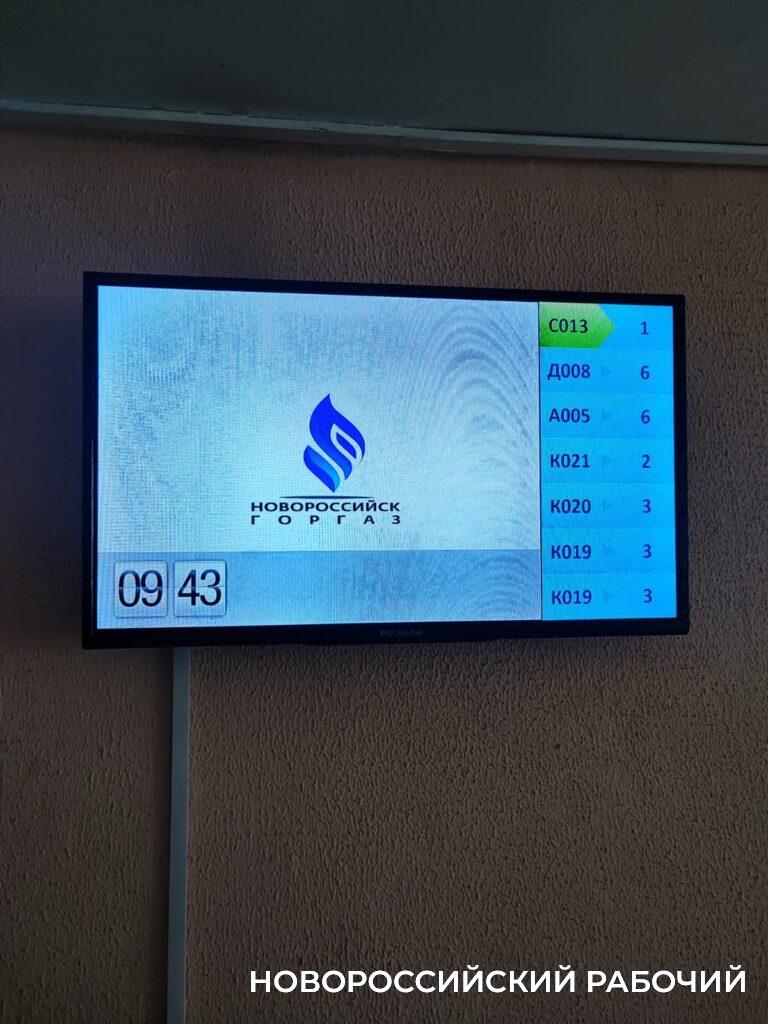 С013 1
Д008 6
А005 6
К021 2
К020 3
К019 3
К019 3
НОВОРОССИЙСК
ГОРГАЗ
09 43
POLARLINE
НОВОРОССИЙСКИЙ РАБОЧИЙ